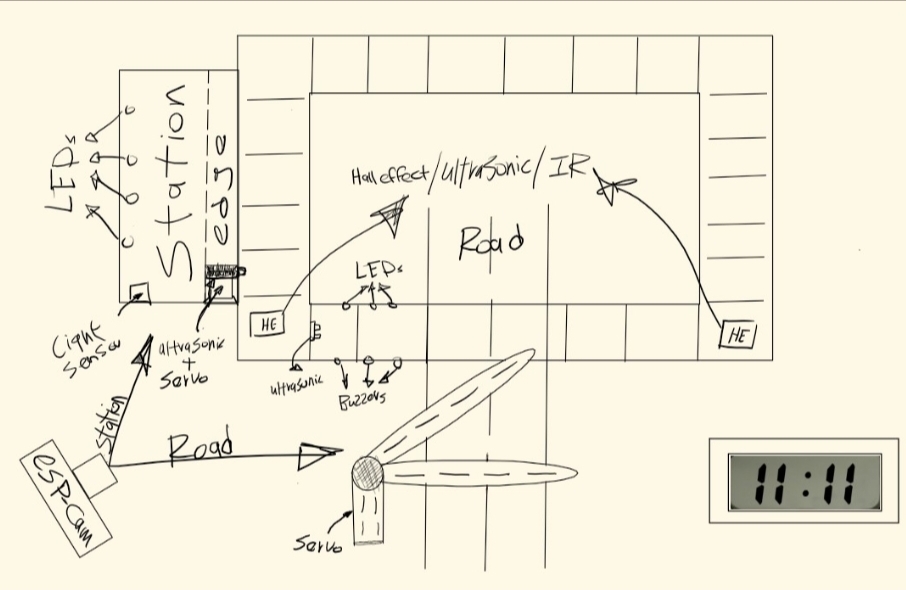 LEDs
Station
edge
Hall effect/ultrasonic/IR
Road
LEDs
HE
HE
Light
Sensor
ultrasonic
+
Servo
ultrasonic
Buzzers
Station
Road
ESP-Cam
Servo
11:11